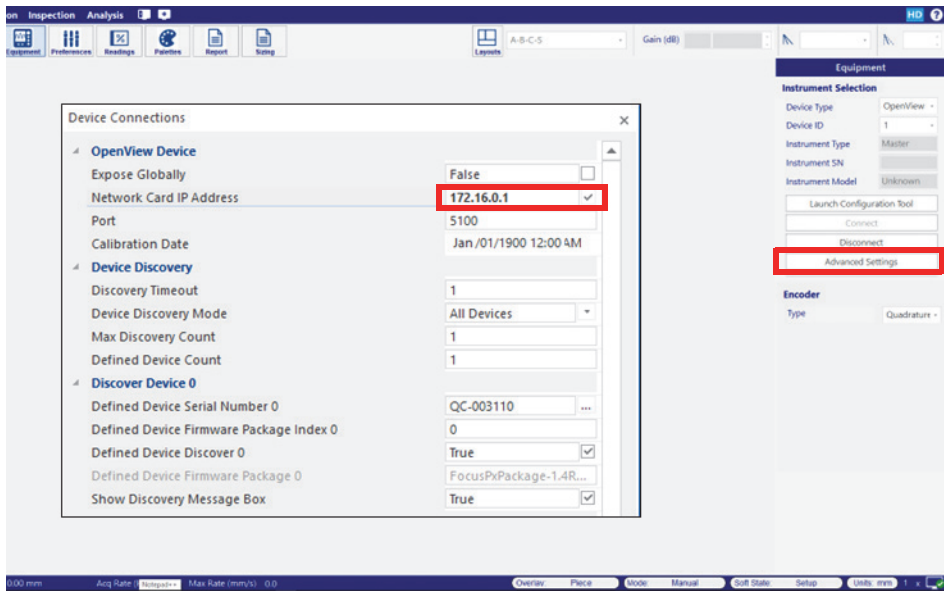 on Inspection Analysis
HD ?
Equipment Preferences Readings Palettes Report Sizing Layouts A-B-C-S Gain (dB)
Equipment
Instrument Selection
Device Type OpenView
Device ID 1
Instrument Type Master
Instrument SN
Instrument Model Unknown
Launch Configuration Tool
Connect
Disconnect
Advanced Settings
Encoder
Type Quadrature
Device Connections
OpenView Device
Expose Globally False
Network Card IP Address 172.16.0.1
Port 5100
Calibration Date Jan /01/1900 12:00 AM
Device Discovery
Discovery Timeout 1
Device Discovery Mode All Devices
Max Discovery Count 1
Defined Device Count 1
Discover Device 0
Defined Device Serial Number 0 QC-003110 ...
Defined Device Firmware Package Index 0 0
Defined Device Discover 0 True
Defined Device Firmware Package 0 FocusPxPackage-1.4R...
Show Discovery Message Box True
0.00 mm Acq Rate ( Notepad++ Max Rate (mm/s) 0.0 Overlay: Piece Mode: Manual Soft State: Setup Units: mm 1 x